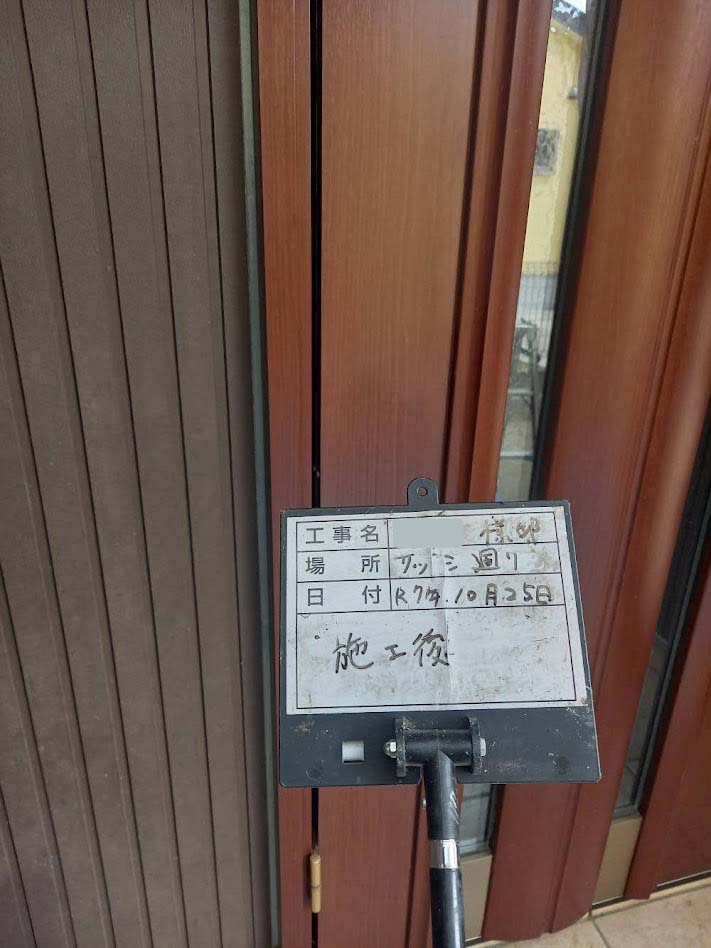 工事名 様邸
場所 サッシ週り
日付 R7年.10月25日
施工後